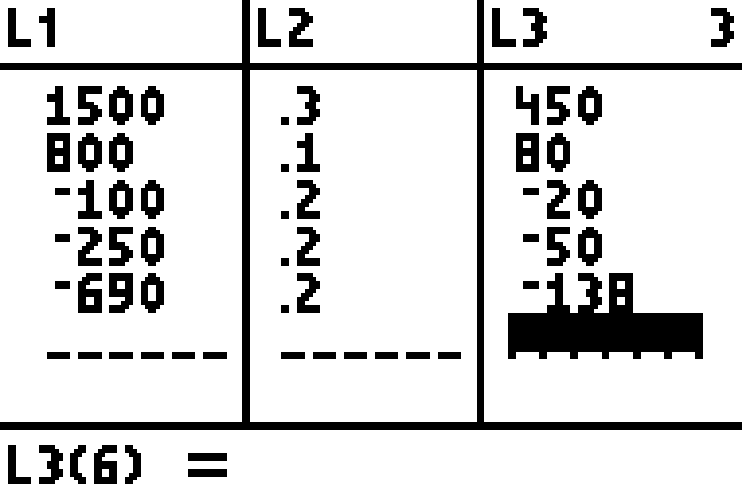 L1 L2 L3 3
1500 .3 450
800 .1 80
-100 .2 -20
-250 .2 -50
-690 .2 -138
------ ------
L3(6) =